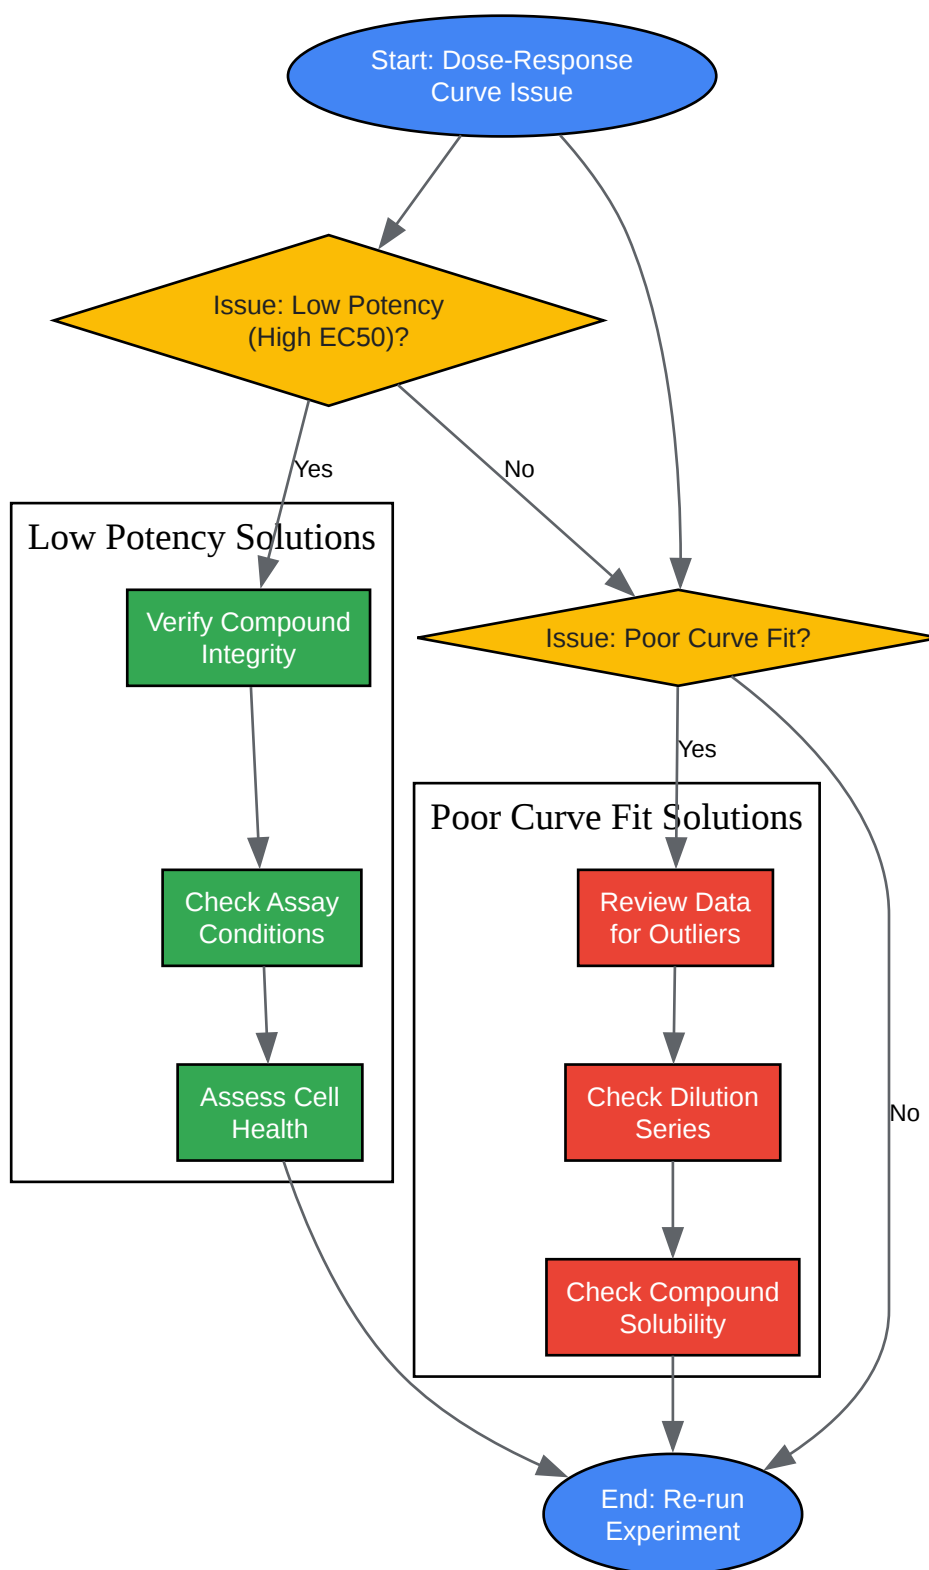 Start: Dose-Response
Curve Issue
Issue: Low Potency
(High EC50)?
Yes
No
Low Potency Solutions
Verify Compound
Integrity
Issue: Poor Curve Fit?
Yes
Poor Curve Fit Solutions
Check Assay
Conditions
Review Data
for Outliers
Assess Cell
Health
Check Dilution
Series
No
Check Compound
Solubility
End: Re-run
Experiment